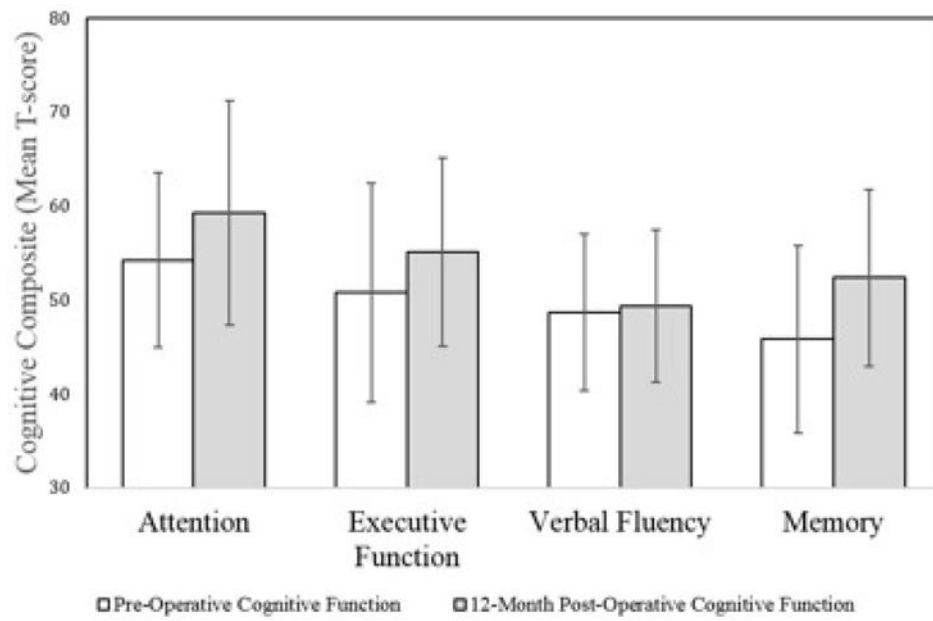 Cognitive Composite (Mean T-score)
80
70
60
50
40
30
Attention
Executive
Function
Verbal Fluency
Memory
Pre-Operative Cognitive Function
12-Month Post-Operative Cognitive Function